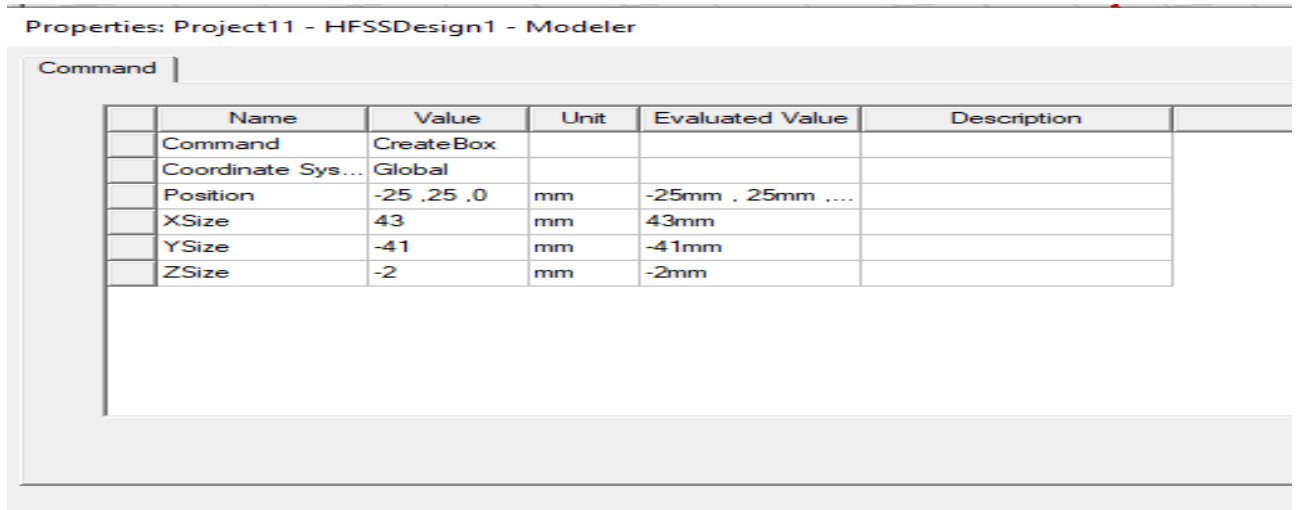 Properties: Project11 - HFSSDesign1 - Modeler
Command
Name Value Unit Evaluated Value Description
Command CreateBox
Coordinate Sys... Global
Position -25 ,25 ,0 mm -25mm , 25mm ,...
XSize 43 mm 43mm
YSize -41 mm -41mm
ZSize -2 mm -2mm